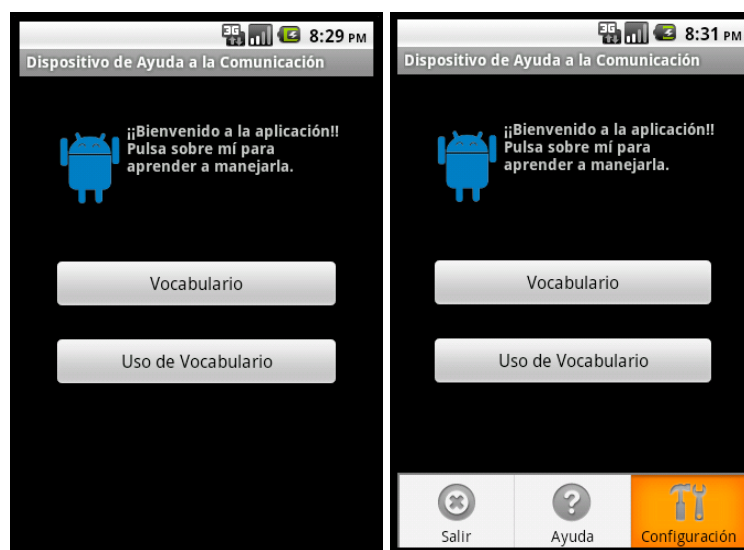 3G 8:29 PM
Dispositivo de Ayuda a la Comunicación
¡¡Bienvenido a la aplicación!!
Pulsa sobre mí para
aprender a manejarla.
Vocabulario
Uso de Vocabulario
3G 8:31 PM
Dispositivo de Ayuda a la Comunicación
¡¡Bienvenido a la aplicación!!
Pulsa sobre mí para
aprender a manejarla.
Vocabulario
Uso de Vocabulario
Salir Ayuda Configuración